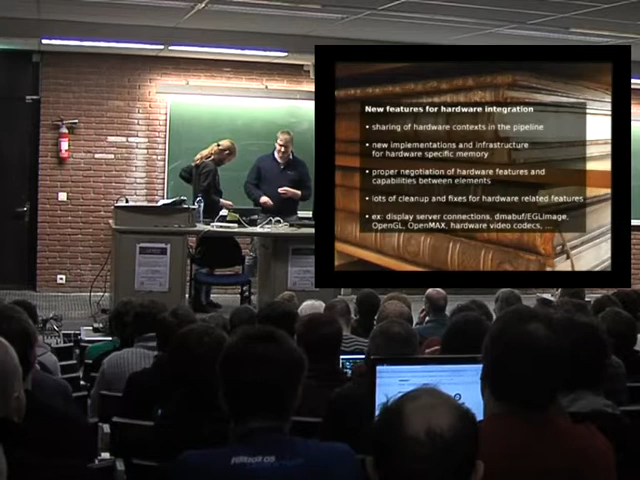 New features for hardware integration
• sharing of hardware contexts in the pipeline
• new implementations and infrastructure
for hardware specific memory
• proper negotiation of hardware features and
capabilities between elements
• lots of cleanup and fixes for hardware related features
• ex: display server connections, dmabuf/EGLImage,
OpenGL, OpenMAX, hardware video codecs, ...